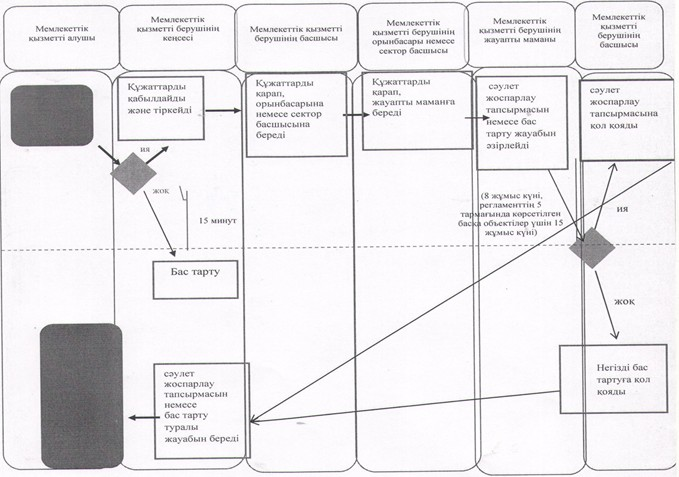 Мемлекеттік
қызметті алушы
Мемлекеттік
қызметті берушінің
кеңсесі
Мемлекеттік қызметті
берушінің басшысы
Мемлекеттік
қызметті берушінің
орынбасары немесе
сектор басшысы
Мемлекеттік
қызметті берушінің
жауапты маманы
Мемлекеттік
қызметті
берушінің
басшысы
Құжаттарды
қабылдайды
және тіркейді
Құжаттарды
қарап,
орынбасарына
немесе сектор
басшысына
береді
Құжаттарды
қарап,
жауапты маманға
береді
сәулет
жоспарлау
тапсырмасын
немесе бас
тарту жауабын
әзірлейді
сәулет
жоспарлау
тапсырмасына
қол қояды
ия
жоқ
15 минут
(8 жұмыс күні,
регламенттің 5
тармағында көрсетілген
басқа объектілер үшін 15
жұмыс күні)
ия
Бас тарту
жоқ
сәулет
жоспарлау
тапсырмасын
немесе
бас тарту
туралы
жауабын береді
Негізді бас
тартуға қол
қояды